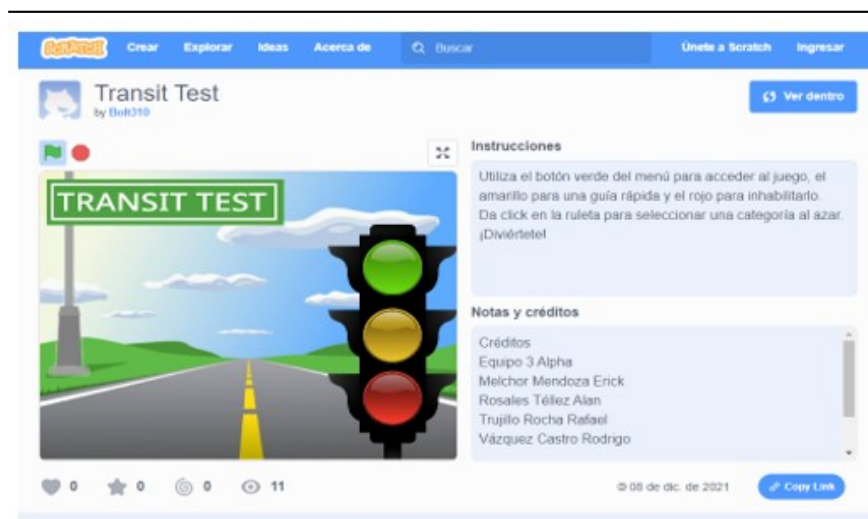 SCRATCH Crear Explorar Ideas Acerca de Buscar Únete a Scratch Ingresar
Transit Test
by Bolt310
Ver dentro
TRANSIT TEST
Instrucciones
Utiliza el botón verde del menú para acceder al juego, el
amarillo para una guía rápida y el rojo para inhabilitarlo.
Da click en la ruleta para seleccionar una categoría al azar.
¡Diviértete!
Notas y créditos
Créditos
Equipo 3 Alpha
Melchor Mendoza Erick
Rosales Téllez Alan
Trujillo Rocha Rafael
Vázquez Castro Rodrigo
0 0 0 11
© 08 de dic. de 2021
Copy Link